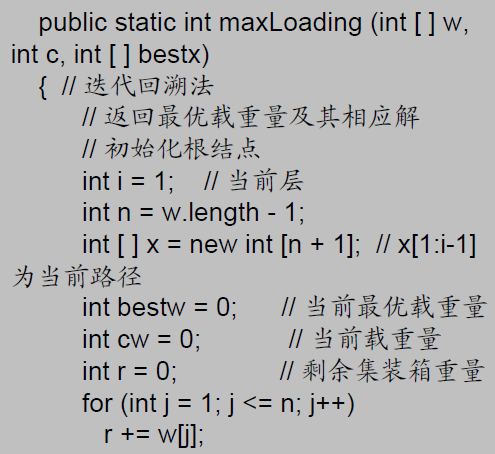 public static int maxLoading (int [ ] w,
int c, int [ ] bestx)
{ // 迭代回溯法
// 返回最优载重量及其相应解
// 初始化根结点
int i = 1; // 当前层
int n = w.length - 1;
int [ ] x = new int [n + 1]; // x[1:i-1]
为当前路径
int bestw = 0; // 当前最优载重量
int cw = 0; // 当前载重量
int r = 0; // 剩余集装箱重量
for (int j = 1; j <= n; j++)
r += w[j];